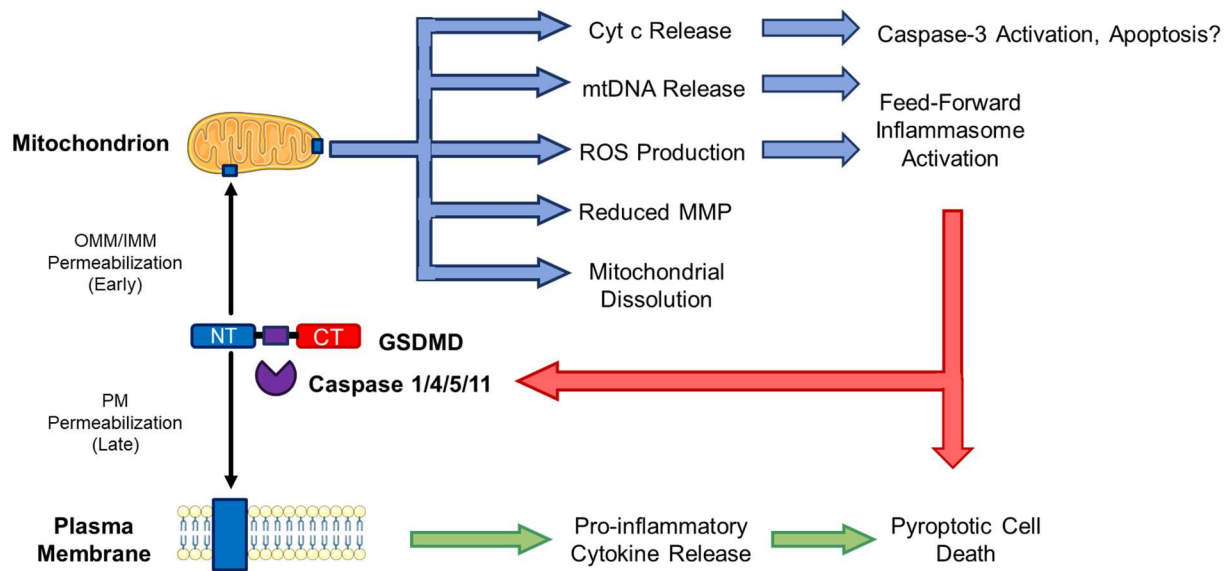 Cyt c Release
Caspase-3 Activation, Apoptosis?
mtDNA Release
Feed-Forward
Inflammasome
Activation
Mitochondrion
ROS Production
Reduced MMP
OMM/IMM
Permeabilization
(Early)
Mitochondrial
Dissolution
NT
CT
GSDMD
Caspase 1/4/5/11
PM
Permeabilization
(Late)
Plasma
Membrane
Pro-inflammatory
Cytokine Release
Pyroptotic Cell
Death